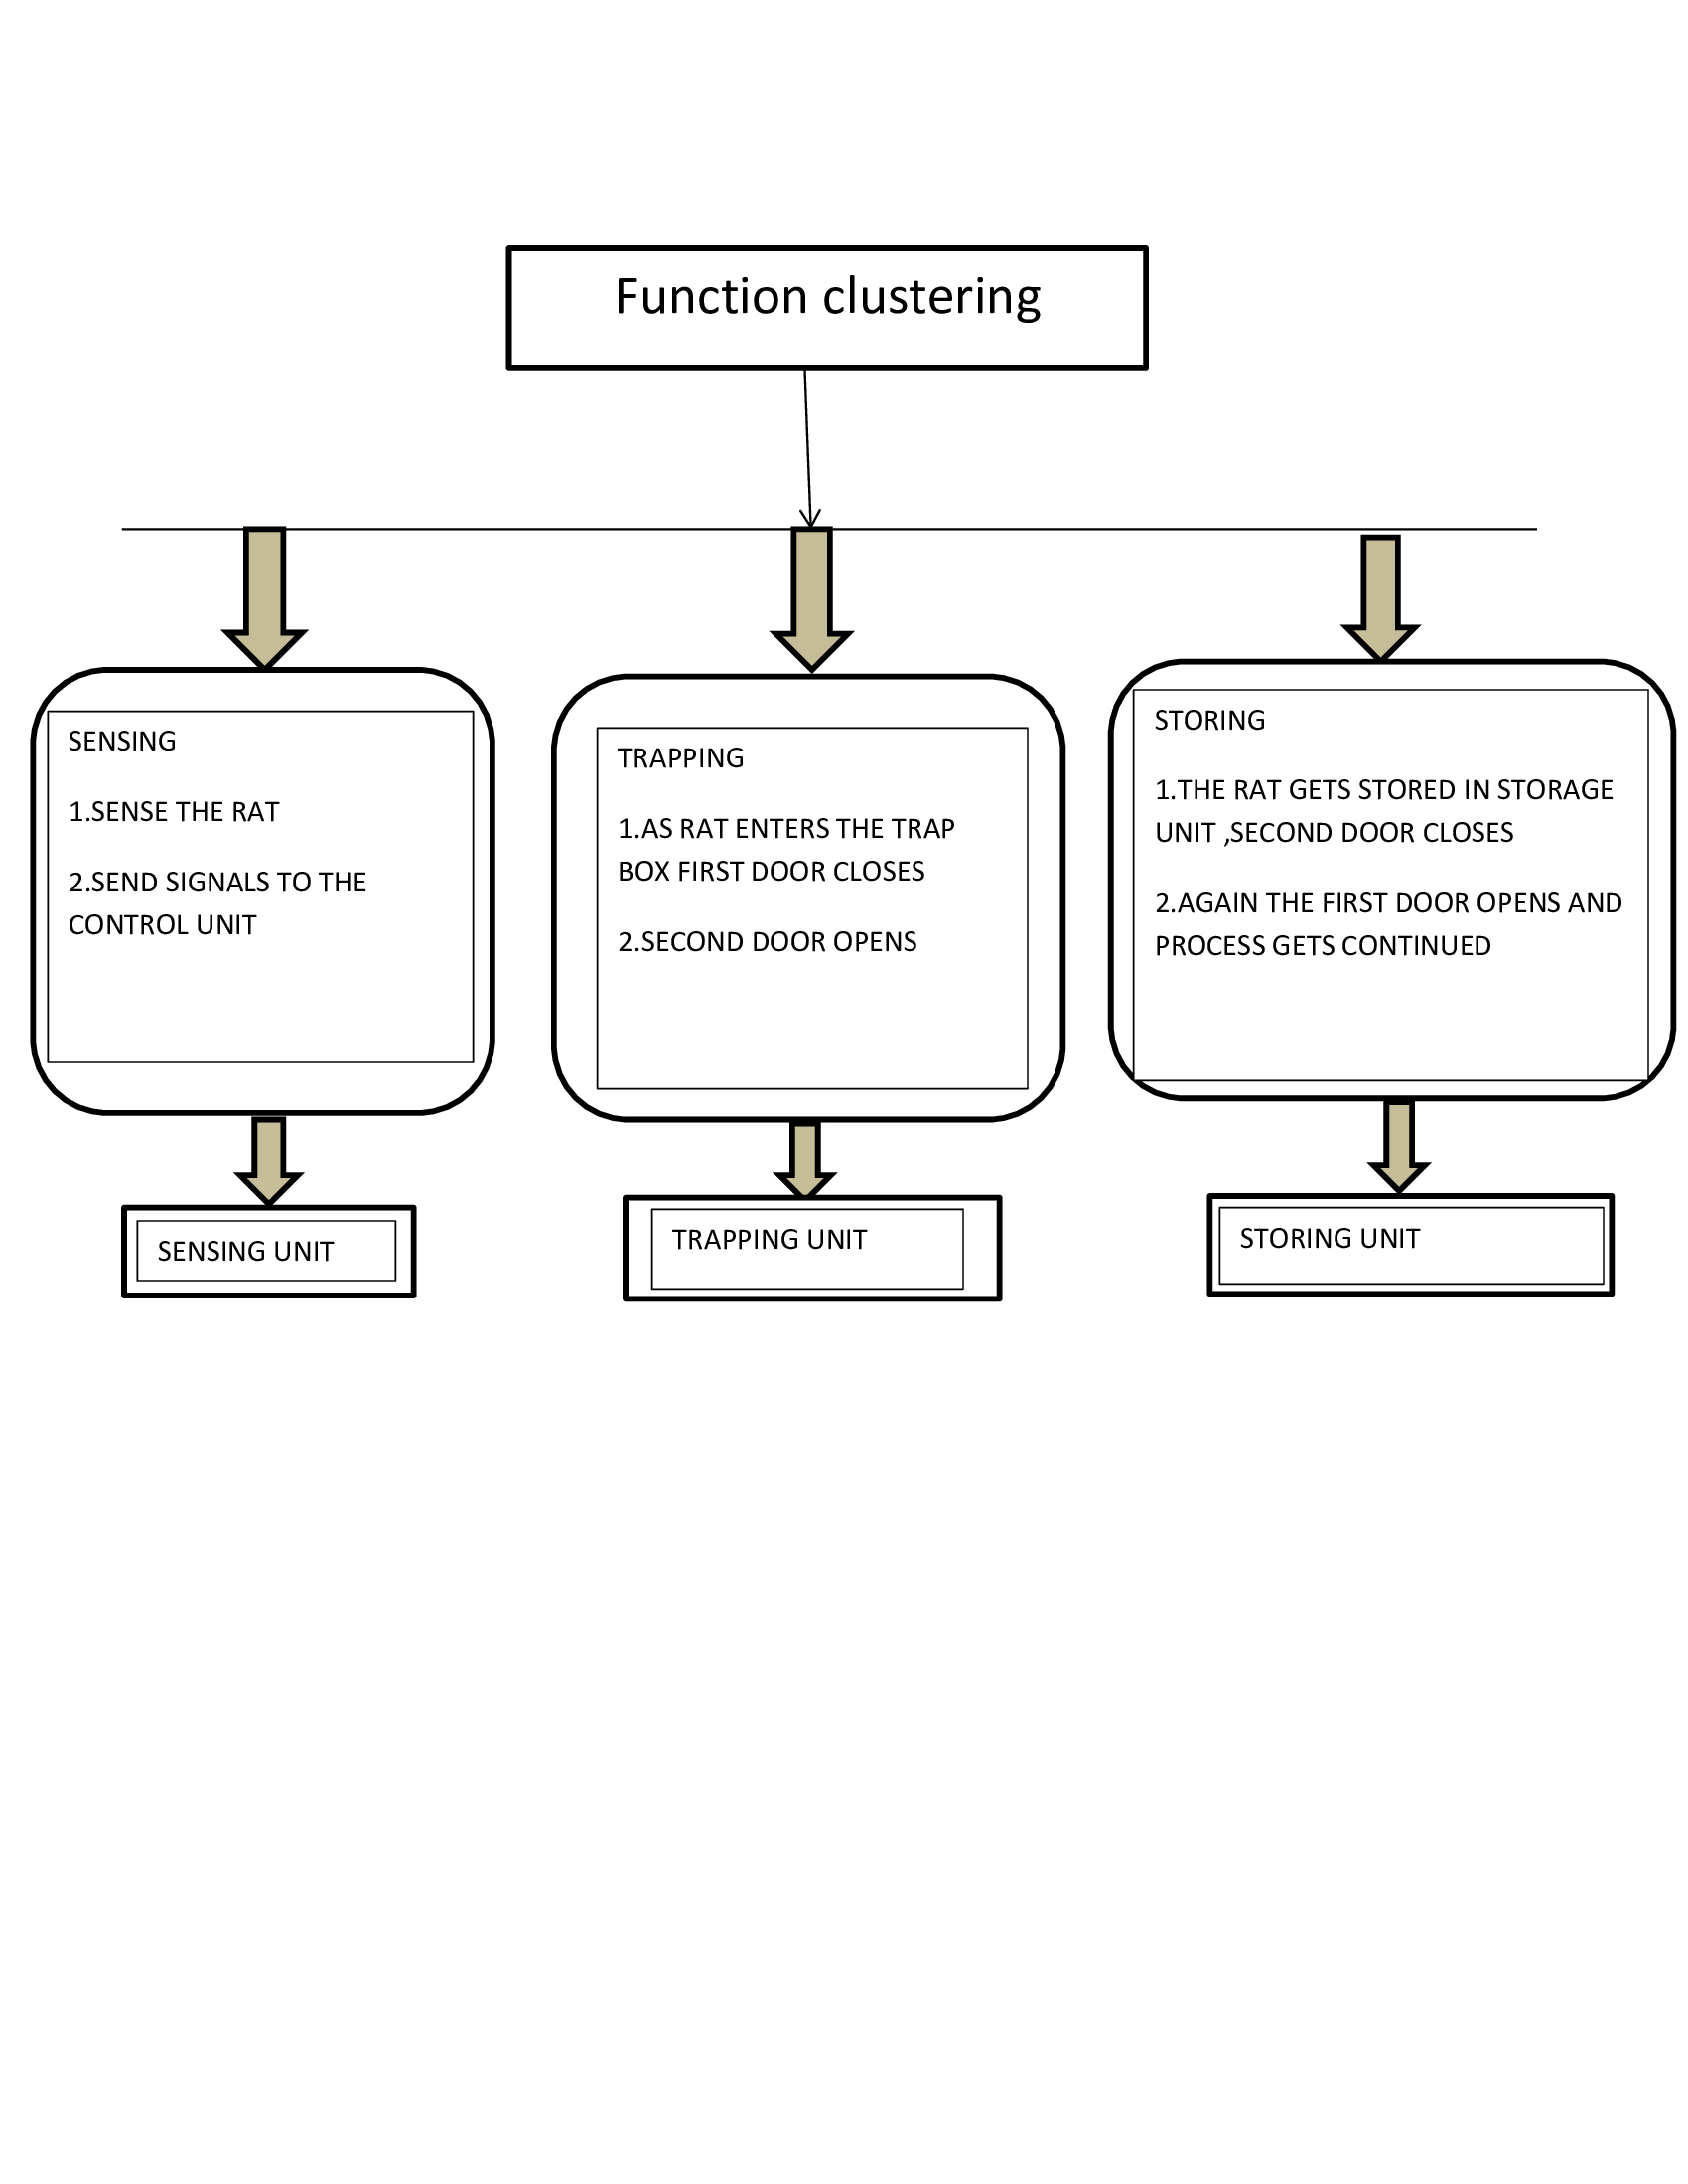 Function clustering
SENSING
1.SENSE THE RAT
2.SEND SIGNALS TO THE
CONTROL UNIT
TRAPPING
1.AS RAT ENTERS THE TRAP
BOX FIRST DOOR CLOSES
2.SECOND DOOR OPENS
STORING
1.THE RAT GETS STORED IN STORAGE
UNIT ,SECOND DOOR CLOSES
2.AGAIN THE FIRST DOOR OPENS AND
PROCESS GETS CONTINUED
SENSING UNIT
TRAPPING UNIT
STORING UNIT